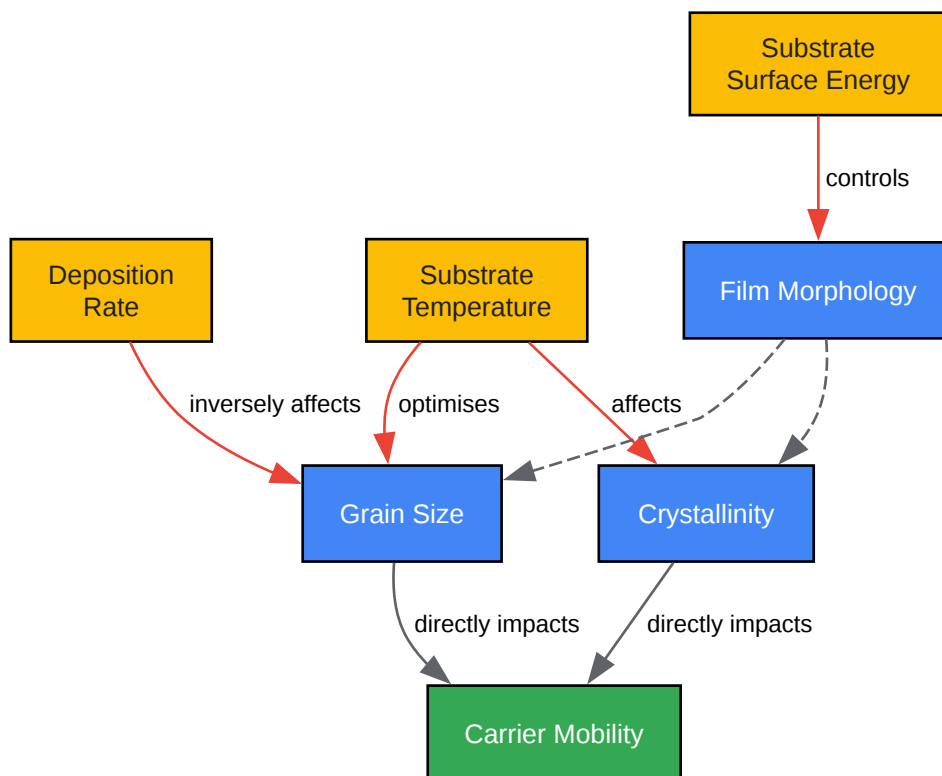 Substrate
Surface Energy
controls
Deposition
Rate
Substrate
Temperature
Film Morphology
inversely affects
optimises
affects
Grain Size
Crystallinity
directly impacts
directly impacts
Carrier Mobility